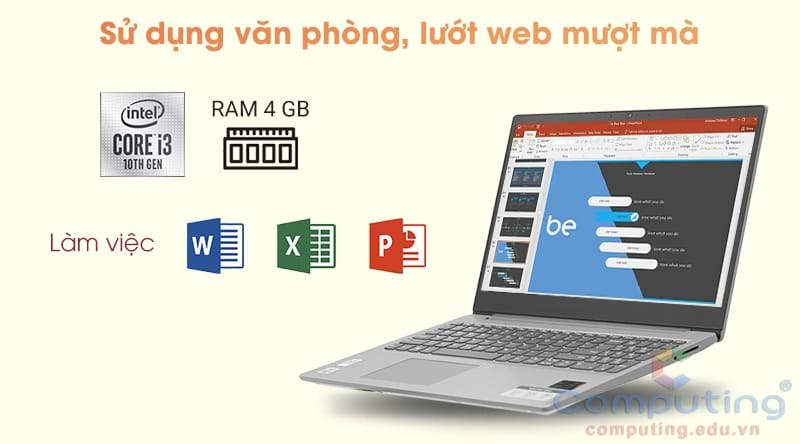 Sử dụng văn phòng, lướt web mượt mà
intel
CORE i3
10TH GEN
RAM 4 GB
Làm việc
W
X
P
be
love what you do
love what you do
love what you do
love what you do
love what you do
Computing®
computing.edu.vn